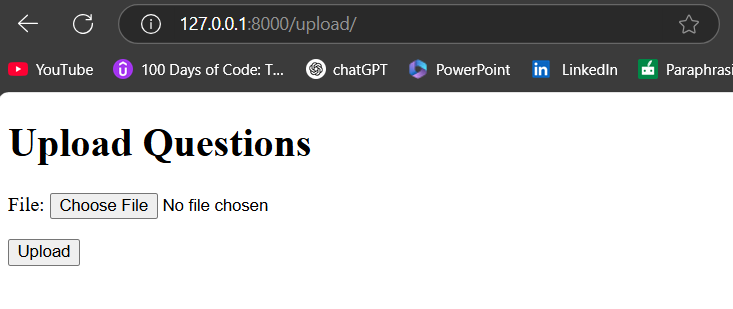 127.0.0.1:8000/upload/
YouTube 100 Days of Code: T... chatGPT PowerPoint LinkedIn Paraphrasi
Upload Questions
File: Choose File No file chosen
Upload